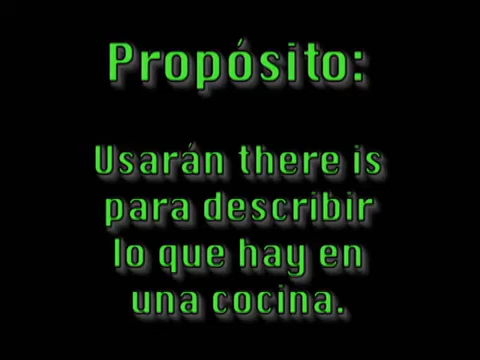 Propósito:
Usarán there is
para describir
lo que hay en
una cocina.